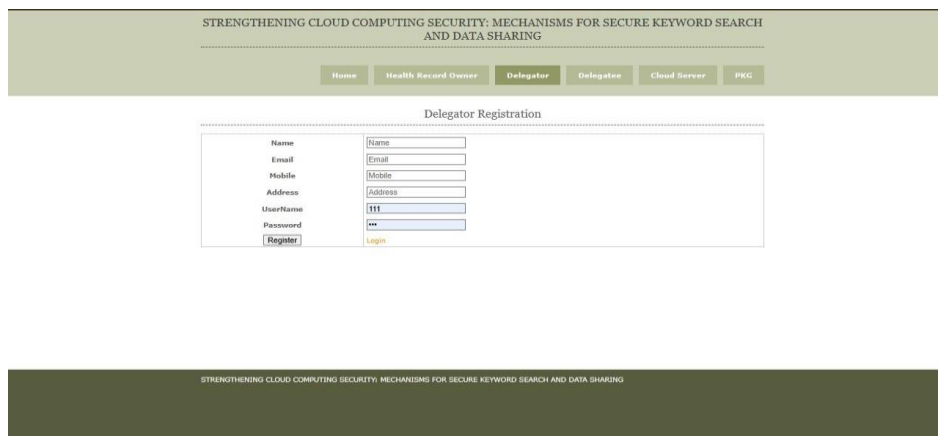 STRENGTHENING CLOUD COMPUTING SECURITY: MECHANISMS FOR SECURE KEYWORD SEARCH
AND DATA SHARING
Home Health Record Owner Delegator Delegatee Cloud Server PKG
Delegator Registration
Name Name
Email Email
Mobile Mobile
Address Address
UserName 111
Password •••
Register Login
STRENGTHENING CLOUD COMPUTING SECURITY: MECHANISMS FOR SECURE KEYWORD SEARCH AND DATA SHARING